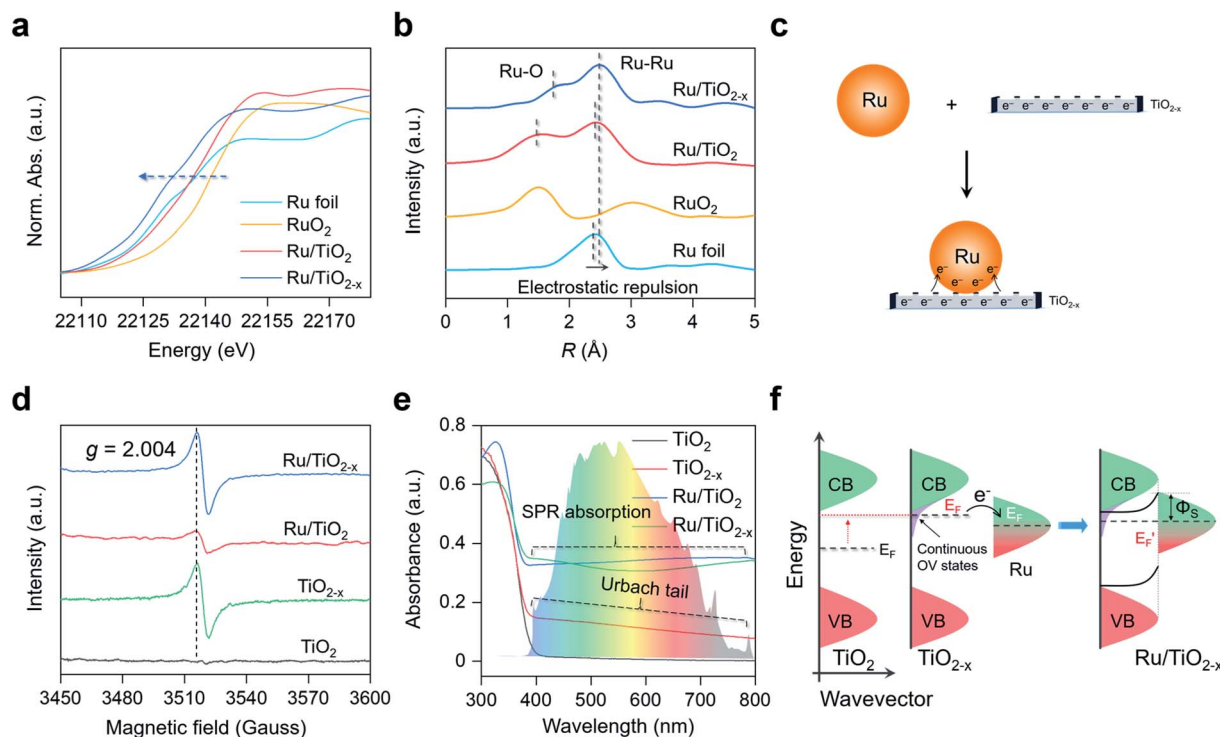 a
Norm. Abs. (a.u.)
Ru foil
RuO2
Ru/TiO2
Ru/TiO2-x
22110 22125 22140 22155 22170
Energy (eV)
b
Intensity (a.u.)
Ru-O
Ru-Ru
Ru/TiO2-x
Ru/TiO2
RuO2
Ru foil
Electrostatic repulsion
0 1 2 3 4 5
R (Å)
c
Ru
+
e- e- e- e- e- e- e-
TiO2-x
Ru
e- e- e- e-
e- e- e- e- e- e- e-
TiO2-x
d
Intensity (a.u.)
g = 2.004
Ru/TiO2-x
Ru/TiO2
TiO2-x
TiO2
3450 3480 3510 3540 3570 3600
Magnetic field (Gauss)
e
Absorbance (a.u.)
0.8
0.6
0.4
0.2
0
TiO2
TiO2-x
Ru/TiO2
Ru/TiO2-x
SPR absorption
Urbach tail
300 400 500 600 700 800
Wavelength (nm)
f
Energy
CB
EF
VB
TiO2
CB
EF
e-
Continuous
OV states
VB
TiO2-x
EF
Ru
CB
ΦS
EF'
VB
Ru/TiO2-x
Wavevector